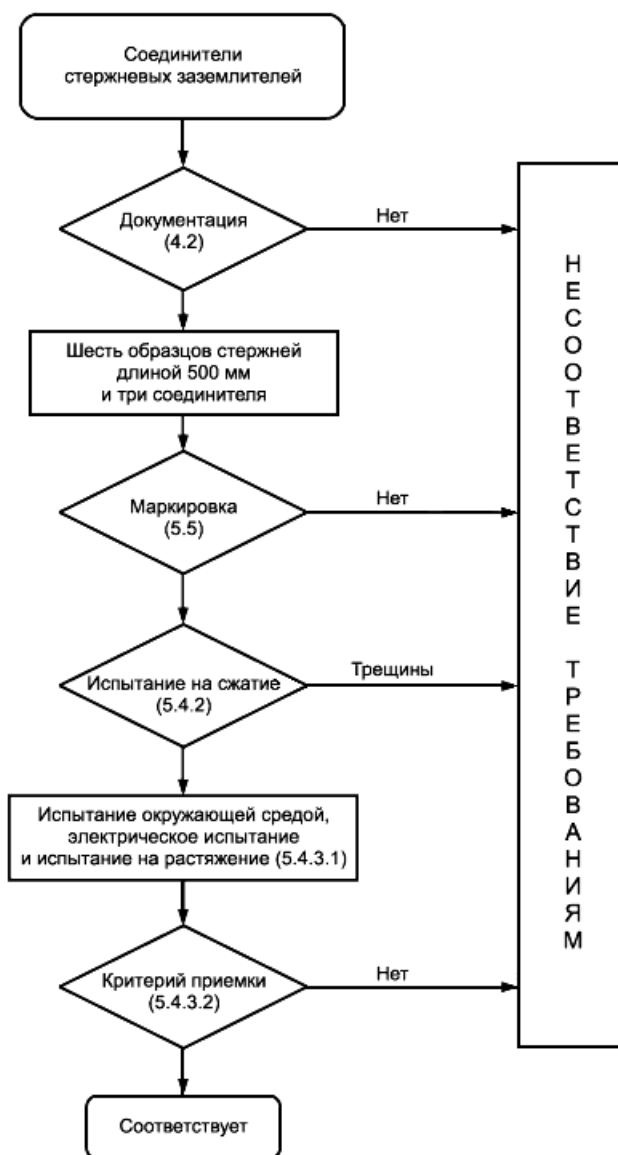 Соединители
стержневых заземлителей
Документация
(4.2)
Нет
Шесть образцов стержней
длиной 500 мм
и три соединителя
Маркировка
(5.5)
Нет
Испытание на сжатие
(5.4.2)
Трещины
Испытание окружающей средой,
электрическое испытание
и испытание на растяжение (5.4.3.1)
Критерий приемки
(5.4.3.2)
Нет
Соответствует
НЕСООТВЕТСТВИЕ ТРЕБОВАНИЯМ